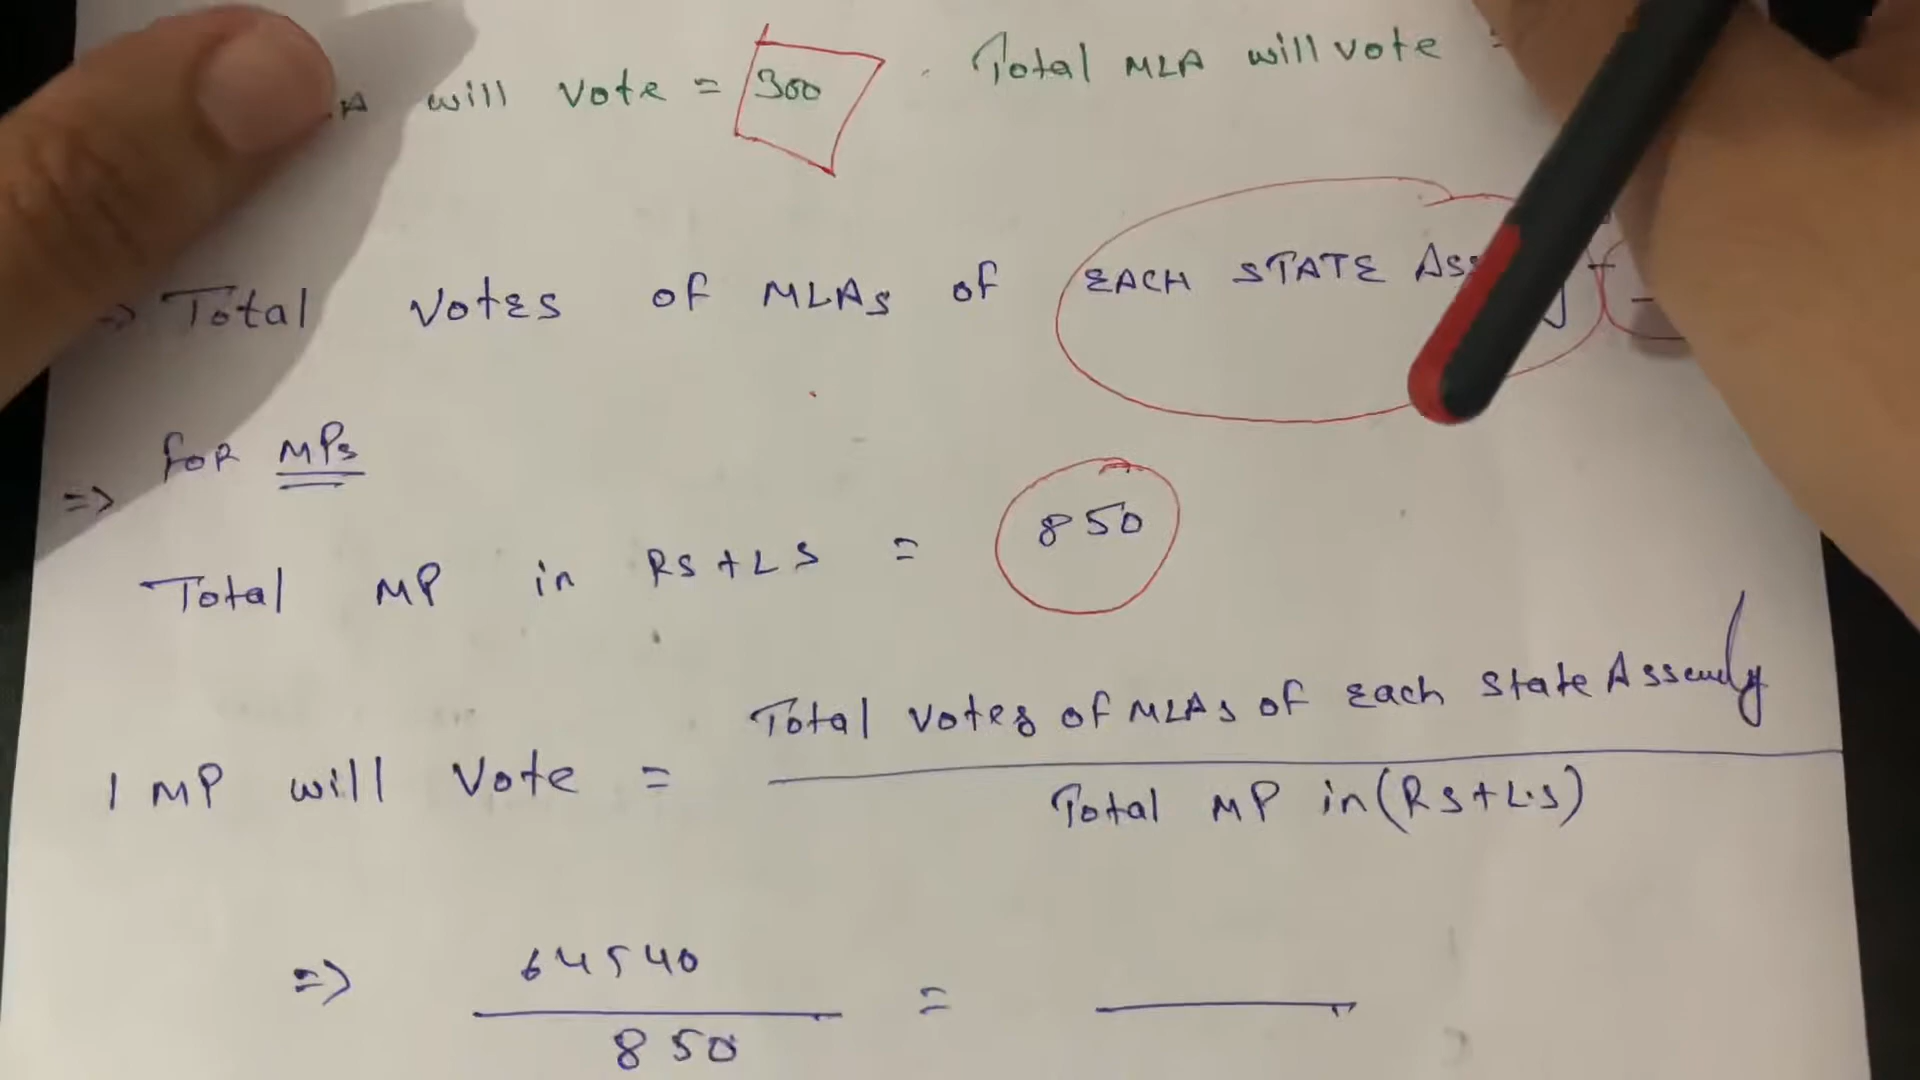 will vote = 300 . Total MLA will vote =
=> Total votes of MLAs of EACH STATE
=> for MPs
Total MP in RS + LS = 850
1 MP will vote = Total votes of MLAs of Each state Assemly
Total MP in (RS + L.S)
=> 64540 = 
850